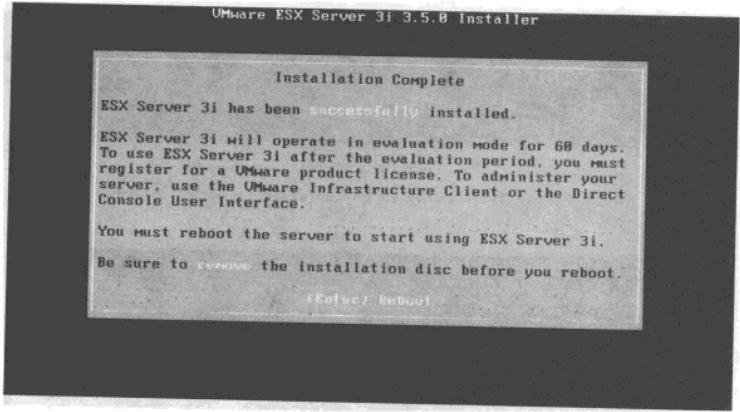 VMware ESX Server 3i 3.5.0 Installer
Installation Complete
ESX Server 3i has been successfully installed.
ESX Server 3i will operate in evaluation mode for 60 days.
To use ESX Server 3i after the evaluation period, you must
register for a VMware product license. To administer your
server, use the VMware Infrastructure Client or the Direct
Console User Interface.
You must reboot the server to start using ESX Server 3i.
Be sure to remove the installation disc before you reboot.
(Enter) Reboot